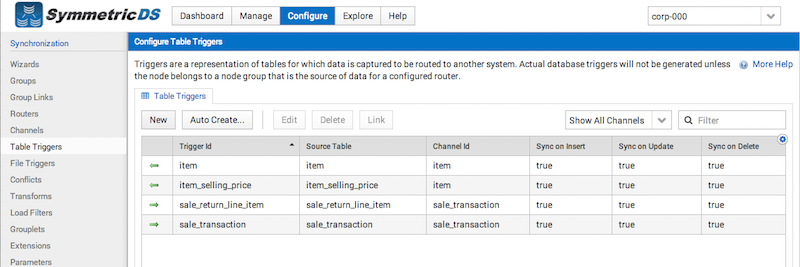 SymmetricDS
Dashboard Manage Configure Explore Help
corp-000
Synchronization
Wizards
Groups
Group Links
Routers
Channels
Table Triggers
File Triggers
Conflicts
Transforms
Load Filters
Grouplets
Extensions
Parameters
Configure Table Triggers
Triggers are a representation of tables for which data is captured to be routed to another system. Actual database triggers will not be generated unless
the node belongs to a node group that is the source of data for a configured router.
More Help
Table Triggers
New Auto Create... Edit Delete Link Show All Channels Filter
Trigger Id Source Table Channel Id Sync on Insert Sync on Update Sync on Delete
item item item true true true
item_selling_price item_selling_price item true true true
sale_return_line_item sale_return_line_item sale_transaction true true true
sale_transaction sale_transaction sale_transaction true true true